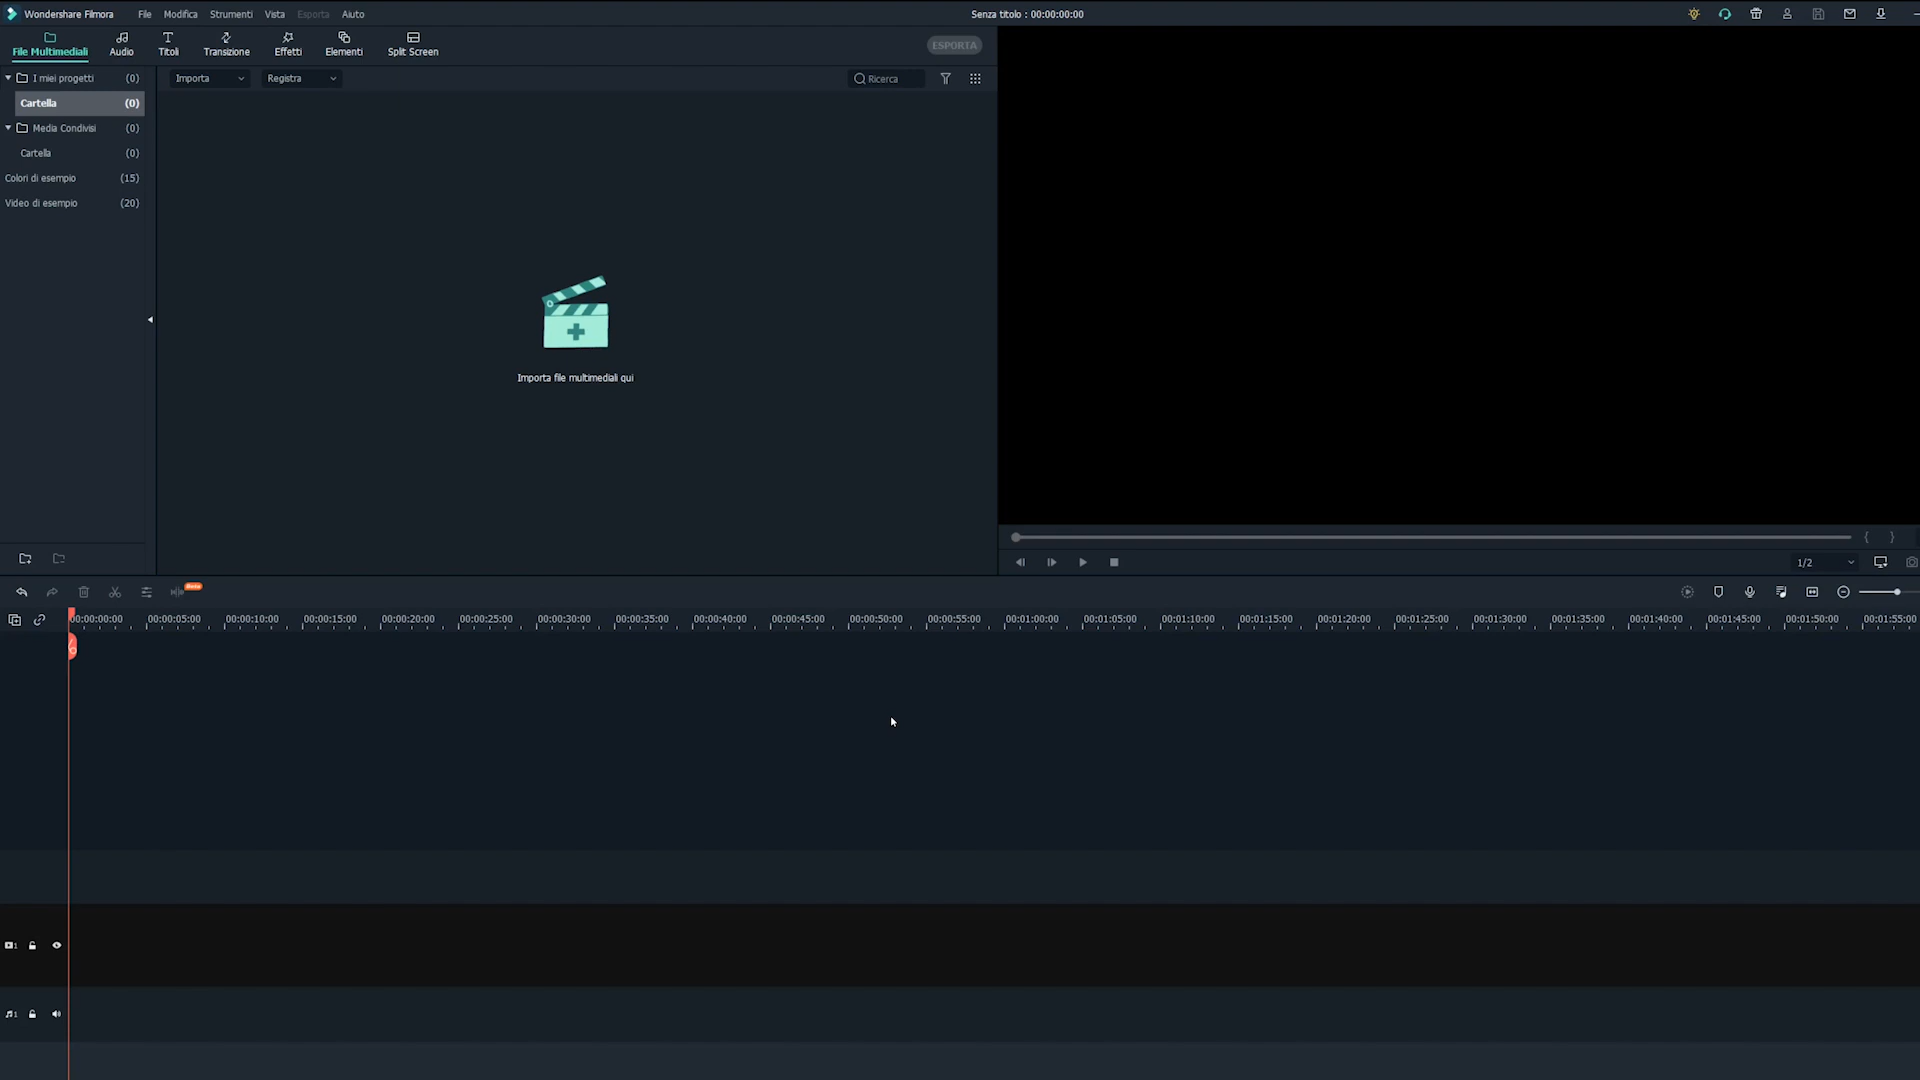 Wondershare Filmora File Modifica Strumenti Vista Esporta Aiuto Senza titolo : 00:00:00:00
File Multimediali Audio Titoli Transizione Effetti Elementi Split Screen ESPORTA
I miei progetti (0) Importa Registra Ricerca
Cartella (0)
Media Condivisi (0)
Cartella (0)
Colori di esempio (15)
Video di esempio (20)
Importa file multimediali qui
{ }
1/2
00:00:00:00 00:00:05:00 00:00:10:00 00:00:15:00 00:00:20:00 00:00:25:00 00:00:30:00 00:00:35:00 00:00:40:00 00:00:45:00 00:00:50:00 00:00:55:00 00:01:00:00 00:01:05:00 00:01:10:00 00:01:15:00 00:01:20:00 00:01:25:00 00:01:30:00 00:01:35:00 00:01:40:00 00:01:45:00 00:01:50:00 00:01:55:00
1
1